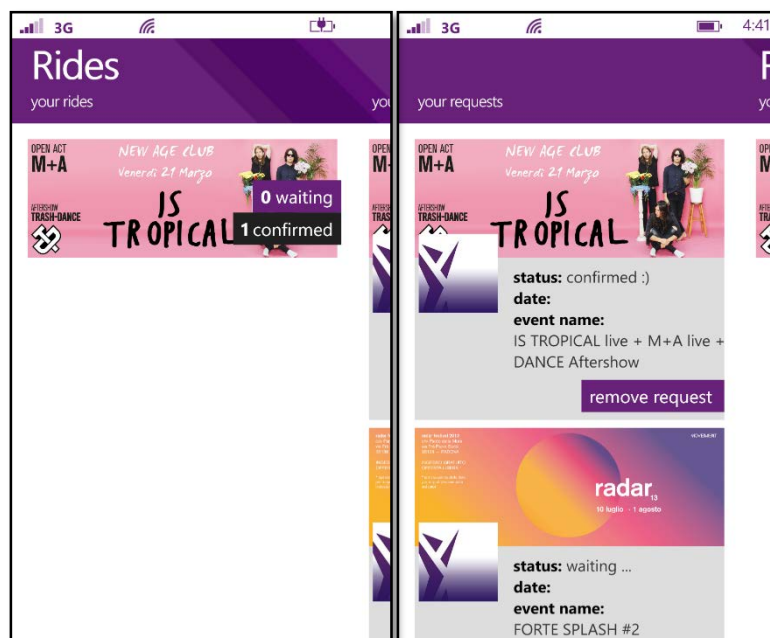 3G
Rides
your rides
you
OPEN ACT
M+A
NEW AGE CLUB
Venerdì 21 Marzo
IS
TROPICAL
AFTERSHOW
TRASH-DANCE
0 waiting
1 confirmed
3G
4:41
your requests
OPEN ACT
M+A
NEW AGE CLUB
Venerdì 21 Marzo
IS
TROPICAL
AFTERSHOW
TRASH-DANCE
status: confirmed :)
date:
event name:
IS TROPICAL live + M+A live +
DANCE Aftershow
remove request
MOVEMENT
radar13
10 luglio - 1 agosto
status: waiting ...
date:
event name:
FORTE SPLASH #2